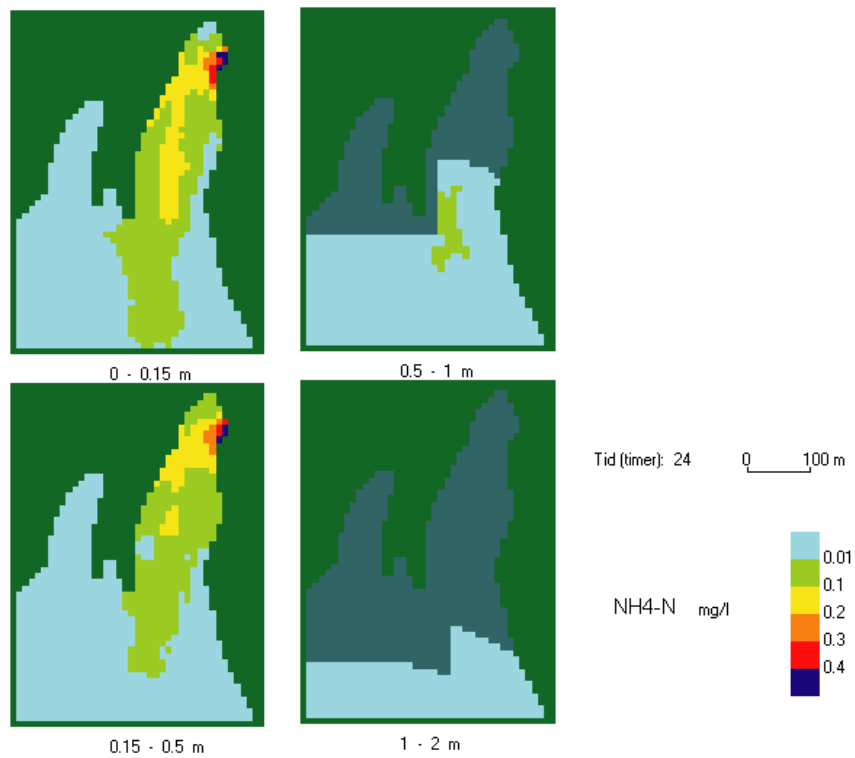 0 - 0.15 m
0.5 - 1 m
Tid (timer): 24
0 100 m
0.01
0.1
NH4-N mg/l
0.2
0.3
0.4
0.15 - 0.5 m
1 - 2 m